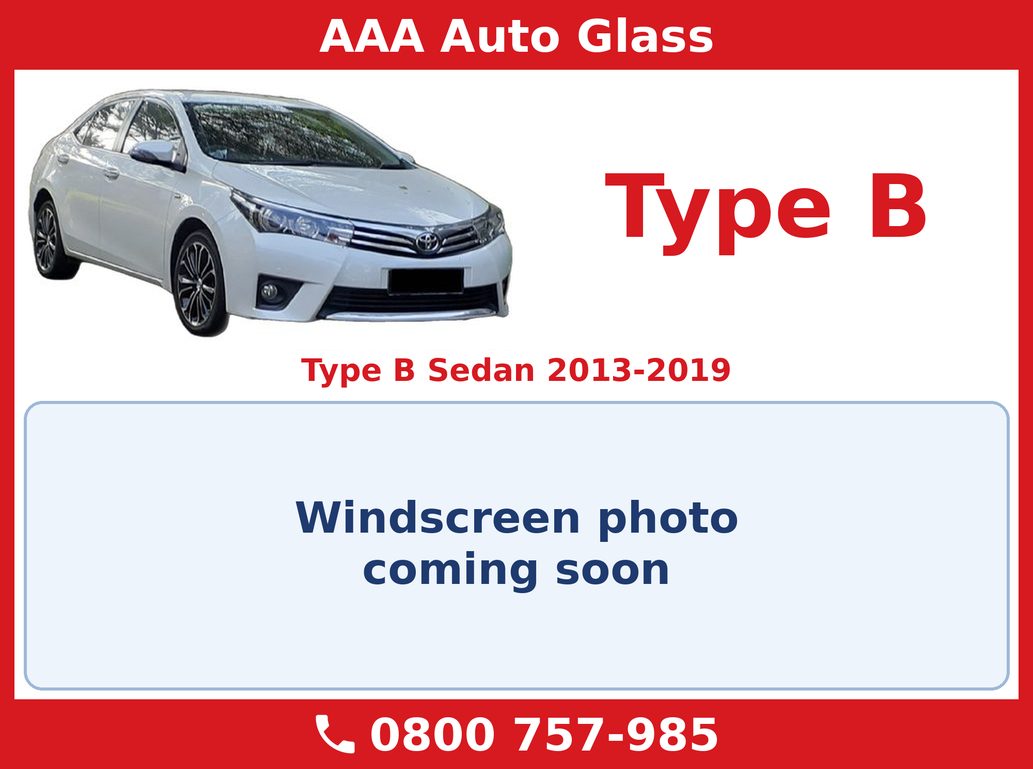 AAA Auto Glass
Type B
Type B Sedan 2013-2019
Windscreen photo
coming soon
0800 757-985